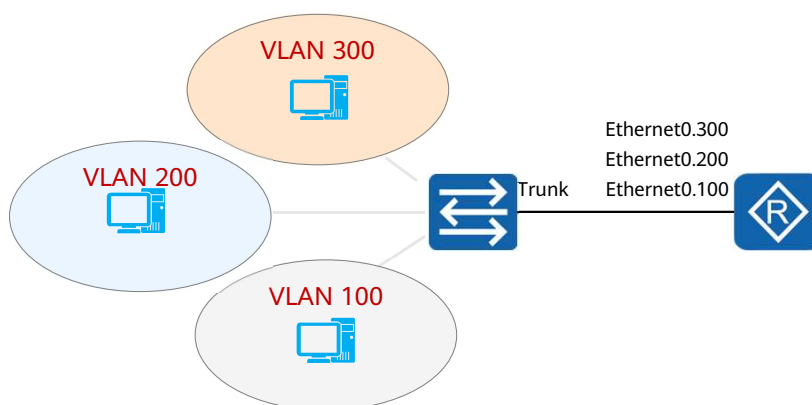 VLAN 300
VLAN 200
VLAN 100
Trunk
Ethernet0.300
Ethernet0.200
Ethernet0.100
R